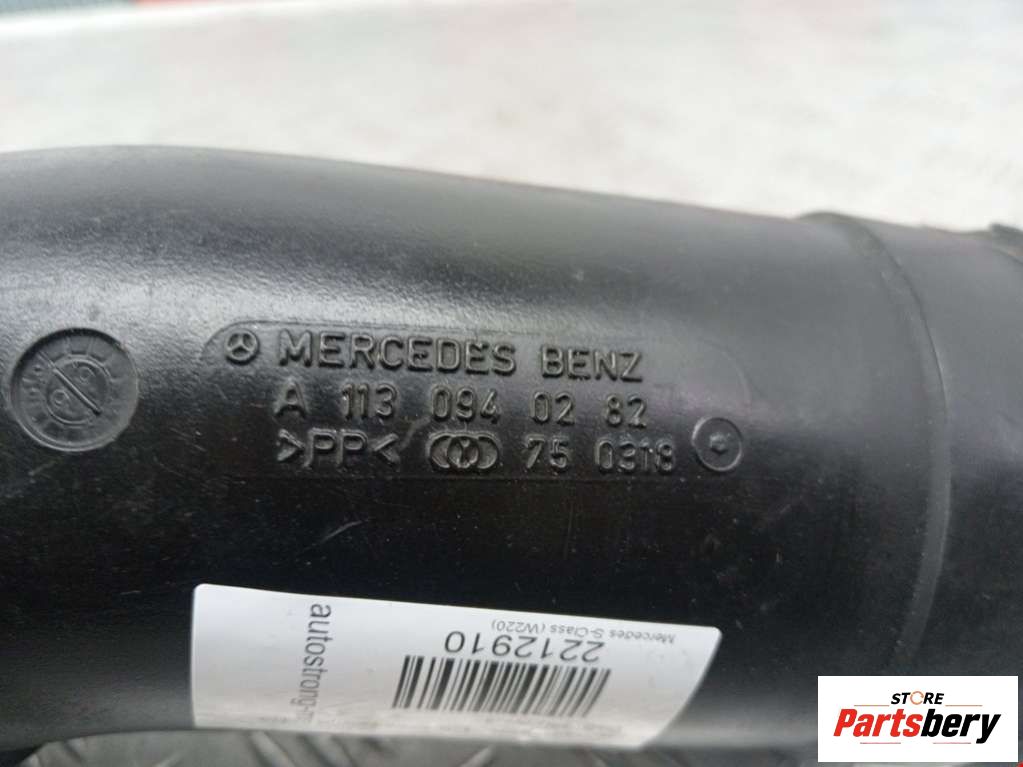 MERCEDES BENZ
A 113 094 02 82
>PP< 75 0318
Mercedes S-Class (W220)
2212910
autostrong-
STORE
Partsbery